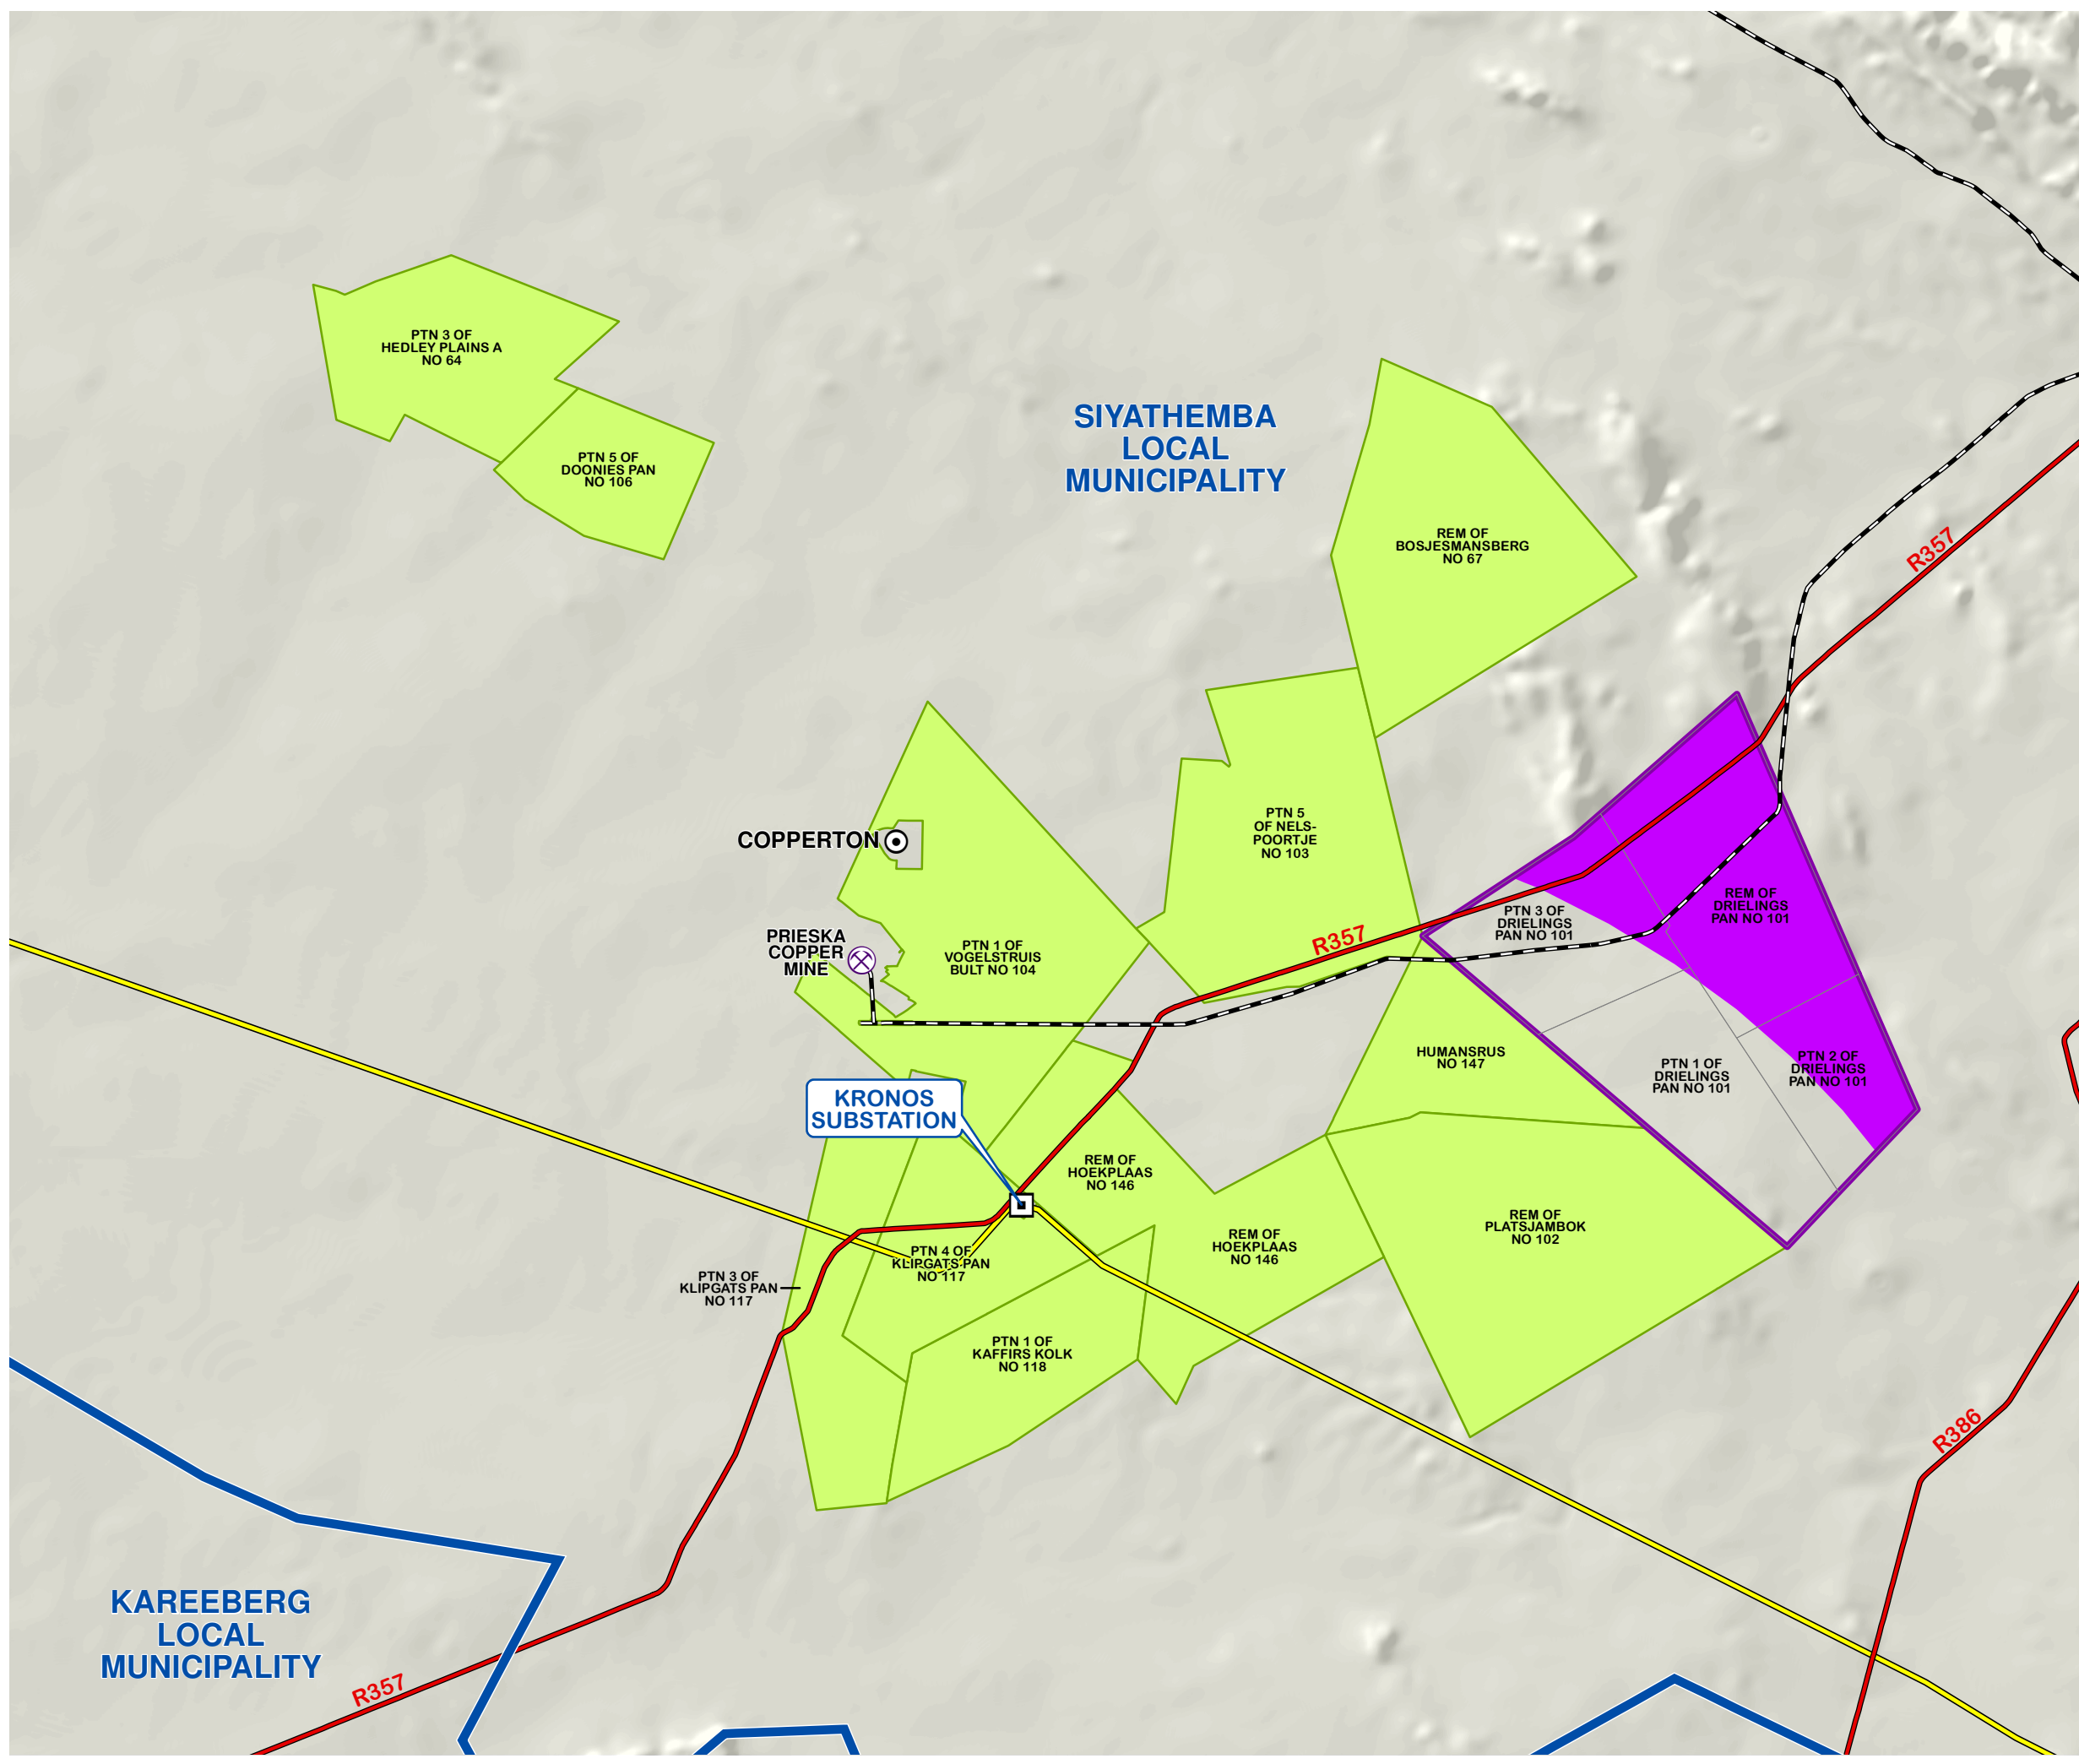 PTN 3 OF
HEDLEY PLAINS A
NO 64
PTN 5 OF
DOONIES PAN
NO 106
SIYATHEMBA
LOCAL
MUNICIPALITY
REM OF
BOSJESMANSBERG
NO 67
R357
PTN 5
OF NELS-
POORTJE
NO 103
COPPERTON
PRIESKA
COPPER
MINE
PTN 1 OF
VOGELSTRUIS
BULT NO 104
R357
PTN 3 OF
DRIELINGS
PAN NO 101
REM OF
DRIELINGS
PAN NO 101
HUMANSRUS
NO 147
PTN 1 OF
DRIELINGS
PAN NO 101
PTN 2 OF
DRIELINGS
PAN NO 101
KRONOS
SUBSTATION
REM OF
HOEKPLAAS
NO 146
REM OF
HOEKPLAAS
NO 146
REM OF
PLATSJAMBOK
NO 102
PTN 4 OF
KLIPGATS PAN
NO 117
PTN 3 OF
KLIPGATS PAN
NO 117
PTN 1 OF
KAFFIRS KOLK
NO 118
R386
KAREEBERG
LOCAL
MUNICIPALITY
R357